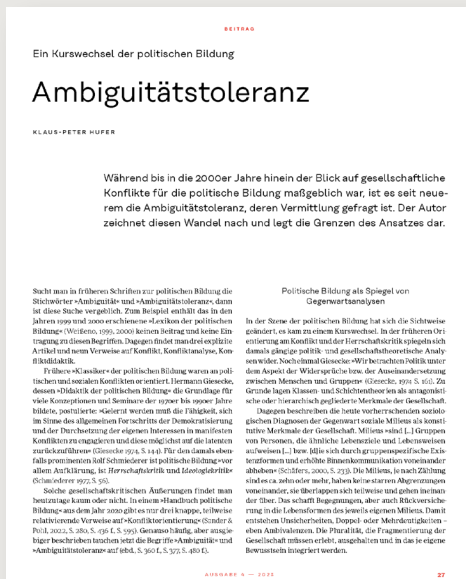 BEITRAG
Ein Kurswechsel der politischen Bildung
Ambiguitätstoleranz
KLAUS-PETER HUFER
Während bis in die 2000er Jahre hinein der Blick auf gesellschaftliche
Konflikte für die politische Bildung maßgeblich war, ist es seit neue-
rem die Ambiguitätstoleranz, deren Vermittlung gefragt ist. Der Autor
zeichnet diesen Wandel nach und legt die Grenzen des Ansatzes dar.
Sucht man in früheren Schriften zur politischen Bildung die
Stichwörter »Ambiguität« und »Ambiguitätstoleranz«, dann
ist diese Suche vergeblich. Zum Beispiel enthält das in den
Jahren 1999 und 2000 erschienene »Lexikon der politischen
Bildung« (Weißeno, 1999, 2000) keinen Beitrag und keine Ein-
tragung zu diesen Begriffen. Dagegen findet man drei explizite
Artikel und neun Verweise auf Konflikt, Konfliktanalyse, Kon-
fliktdidaktik.
Frühere »Klassiker« der politischen Bildung waren an poli-
tischen und sozialen Konflikten orientiert. Hermann Giesecke,
dessen »Didaktik der politischen Bildung« die Grundlage für
viele Konzeptionen und Seminare der 1970er bis 1990er Jahre
bildete, postulierte: »Gelernt werden muß die Fähigkeit, sich
im Sinne des allgemeinen Fortschritts der Demokratisierung
und der Durchsetzung der eigenen Interessen in manifesten
Konflikten zu engagieren und diese möglichst auf die latenten
zurückzuführen« (Giesecke 1974, S. 144). Für den damals eben-
falls prominenten Rolf Schmiederer ist politische Bildung »vor
allem Aufklärung, ist Herrschaftskritik und Ideologiekritik«
(Schmiederer 1977, S. 56).
Solche gesellschaftskritischen Äußerungen findet man
heutzutage kaum oder nicht. In einem »Handbuch politische
Bildung« aus dem Jahr 2020 gibt es nur drei knappe, teilweise
relativierende Verweise auf »Konfliktorientierung« (Sander &
Pohl, 2022, S. 280, S. 436 f., S. 595). Genauso häufig, aber ausgie-
biger beschrieben tauchen jetzt die Begriffe »Ambiguität« und
»Ambiguitätstoleranz« auf (ebd., S. 360 f., S. 377, S. 480 f.).
Politische Bildung als Spiegel von
Gegenwartsanalysen
In der Szene der politischen Bildung hat sich die Sichtweise
geändert, es kam zu einem Kurswechsel. In der früheren Ori-
entierung am Konflikt und der Herrschaftskritik spiegeln sich
damals gängige politik- und gesellschaftstheoretische Analy-
sen wider. Noch einmal Giesecke: »Wir betrachten Politik unter
dem Aspekt der Widersprüche bzw. der Auseinandersetzung
zwischen Menschen und Gruppen« (Giesecke, 1974 S. 161). Zu
Grunde lagen Klassen- und Schichtentheorien als antagonisti-
sche oder hierarchisch gegliederte Merkmale der Gesellschaft.
Dagegen beschreiben die heute vorherrschenden soziolo-
gischen Diagnosen der Gegenwart soziale Milieus als konsti-
tutive Merkmale der Gesellschaft. Milieus »sind [...] Gruppen
von Personen, die ähnliche Lebensziele und Lebensweisen
aufweisen [...] bzw. [d]ie sich durch gruppenspezifische Exis-
tenzformen und erhöhte Binnenkommunikation voneinander
abheben« (Schäfers, 2000, S. 233). Die Milieus, je nach Zählung
sind es ca. zehn oder mehr, haben keine starren Abgrenzungen
voneinander, sie überlappen sich teilweise und gehen ineinan-
der über. Das schafft Begegnungen, aber auch Rückversiche-
rung in die Lebensformen des jeweils eigenen Milieus. Damit
entstehen Unsicherheiten, Doppel- oder Mehrdeutigkeiten –
eben Ambivalenzen. Die Pluralität, die Fragmentierung der
Gesellschaft müssen erlebt, ausgehalten und in das je eigene
Bewusstsein integriert werden.
27